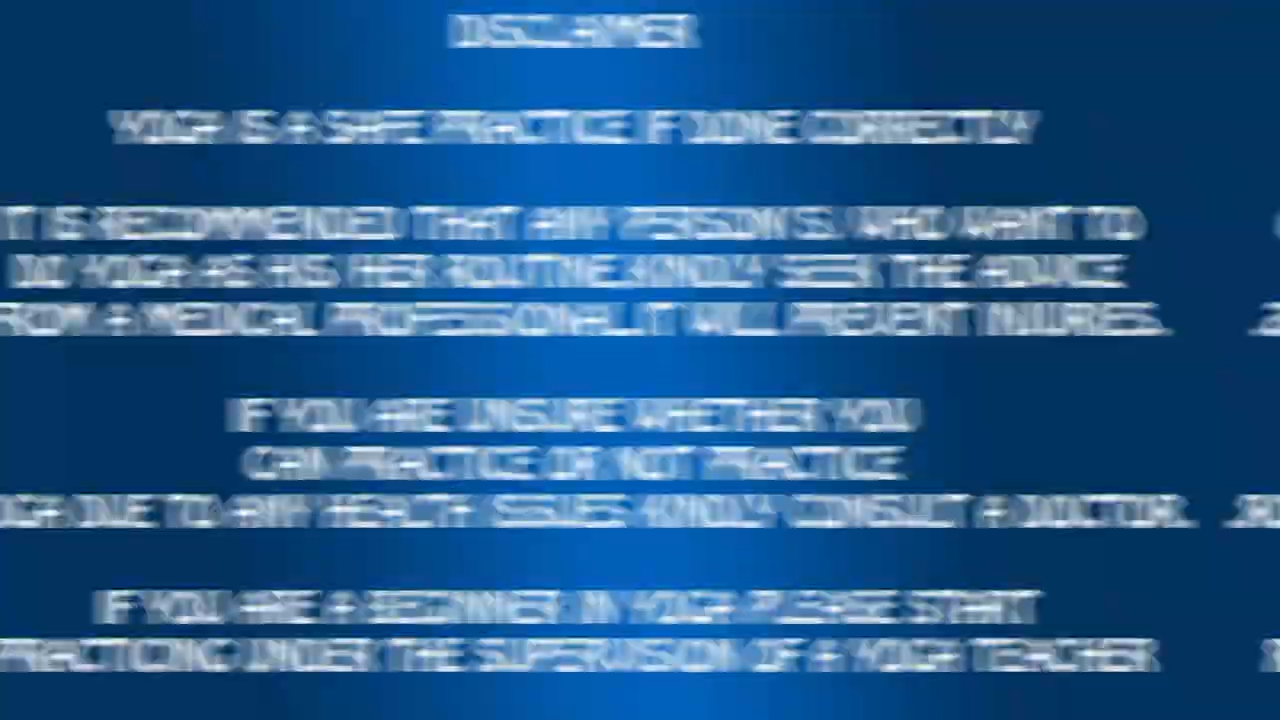 DISCLAIMER
YOGA IS A SAFE PRACTICE IF DONE CORRECTLY
IT IS RECOMMENDED THAT ANY PERSON S. WHO WANT TO
DO YOGA AS HIS HER ROUTINE KINDLY SEEK THE ADVICE
FROM A MEDICAL PROFESSIONAL. IT WILL PREVENT INJURIES.
IF YOU ARE UNSURE WHETHER YOU
CAN PRACTICE OR NOT PRACTICE
YOGA DUE TO ANY HEALTH ISSUES KINDLY CONSULT A DOCTOR.
IF YOU ARE A BEGINNER IN YOGA PLEASE START
PRACTICING UNDER THE SUPERVISION OF A YOGA TEACHER